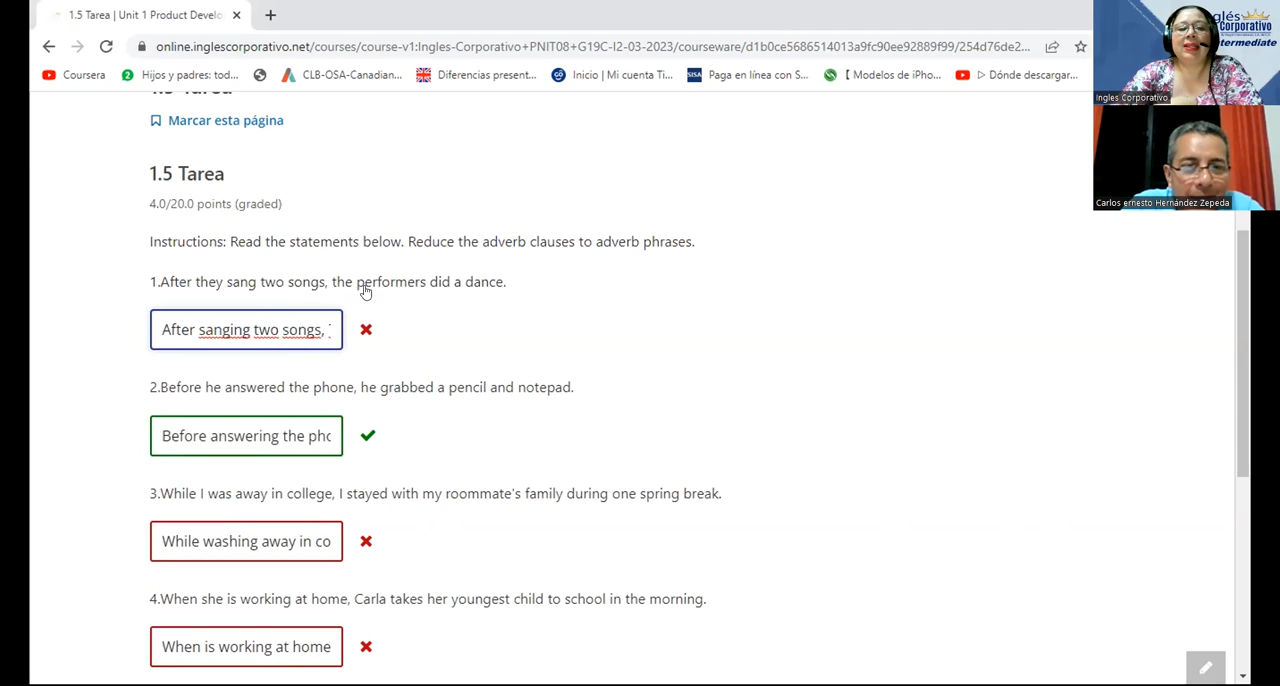 1.5 Tarea | Unit 1 Product Develo
online.inglescorporativo.net/courses/course-v1:Ingles-Corporativo+PNIT08+G19C-I2-03-2023/courseware/d1b0ce5686514013a9fc90ee92889f99/254d76de2...
Coursera
Hijos y padres: tod...
CLB-OSA-Canadian...
Diferencias present...
Inicio | Mi cuenta Ti...
Paga en línea con S...
【 Modelos de iPho...
▷ Dónde descargar...
glés
Corporativo
termediate
Ingles Corporativo
Carlos ernesto Hernández Zepeda
1.5 Tarea
Marcar esta página
1.5 Tarea
4.0/20.0 points (graded)
Instructions: Read the statements below. Reduce the adverb clauses to adverb phrases.
1.After they sang two songs, the performers did a dance.
After sanging two songs,
2.Before he answered the phone, he grabbed a pencil and notepad.
Before answering the pho
3.While I was away in college, I stayed with my roommate's family during one spring break.
While washing away in co
4.When she is working at home, Carla takes her youngest child to school in the morning.
When is working at home